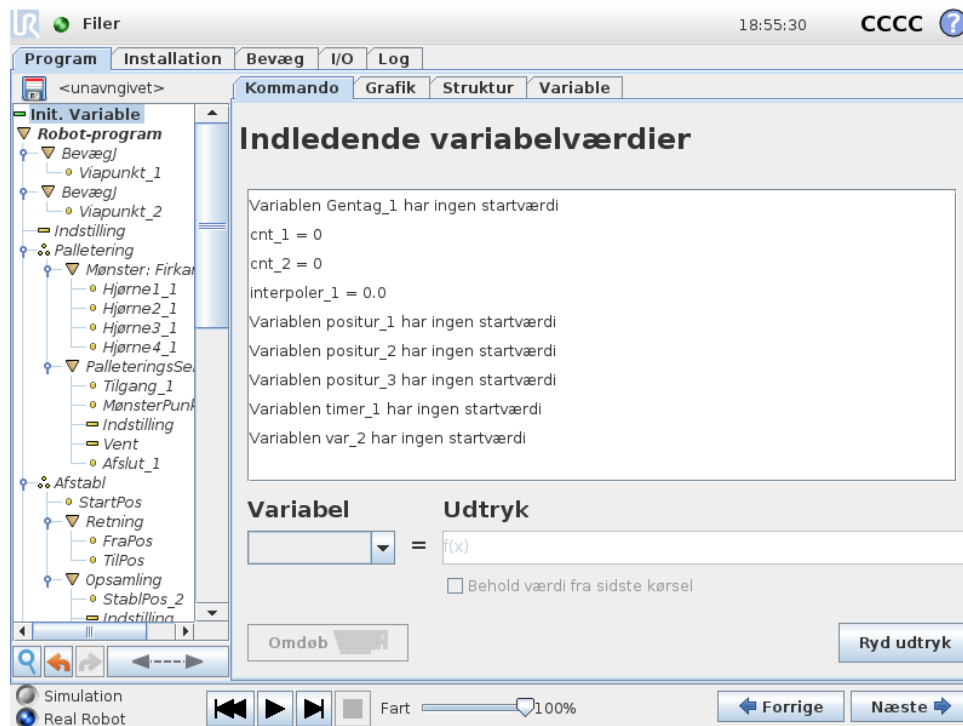 UR Filer 18:55:30 CCCC ?
Program Installation Bevæg I/O Log
<unavngivet> Kommando Grafik Struktur Variable
Init. Variable
Robot-program
BevægJ
Viapunkt_1
BevægJ
Viapunkt_2
Indstilling
Palletering
Mønster: Firkan
Hjørne1_1
Hjørne2_1
Hjørne3_1
Hjørne4_1
PalleteringsSe
Tilgang_1
MønsterPunk
Indstilling
Vent
Afslut_1
Afstabl
StartPos
Retning
FraPos
TilPos
Opsamling
StablPos_2
Indstilling
Indledende variabelværdier
Variablen Gentag_1 har ingen startværdi
cnt_1 = 0
cnt_2 = 0
interpoler_1 = 0.0
Variablen positur_1 har ingen startværdi
Variablen positur_2 har ingen startværdi
Variablen positur_3 har ingen startværdi
Variablen timer_1 har ingen startværdi
Variablen var_2 har ingen startværdi
Variabel Udtryk
= f(x)
Behold værdi fra sidste kørsel
Omdøb Ryd udtryk
Simulation
Real Robot
Fart 100% Forrige Næste